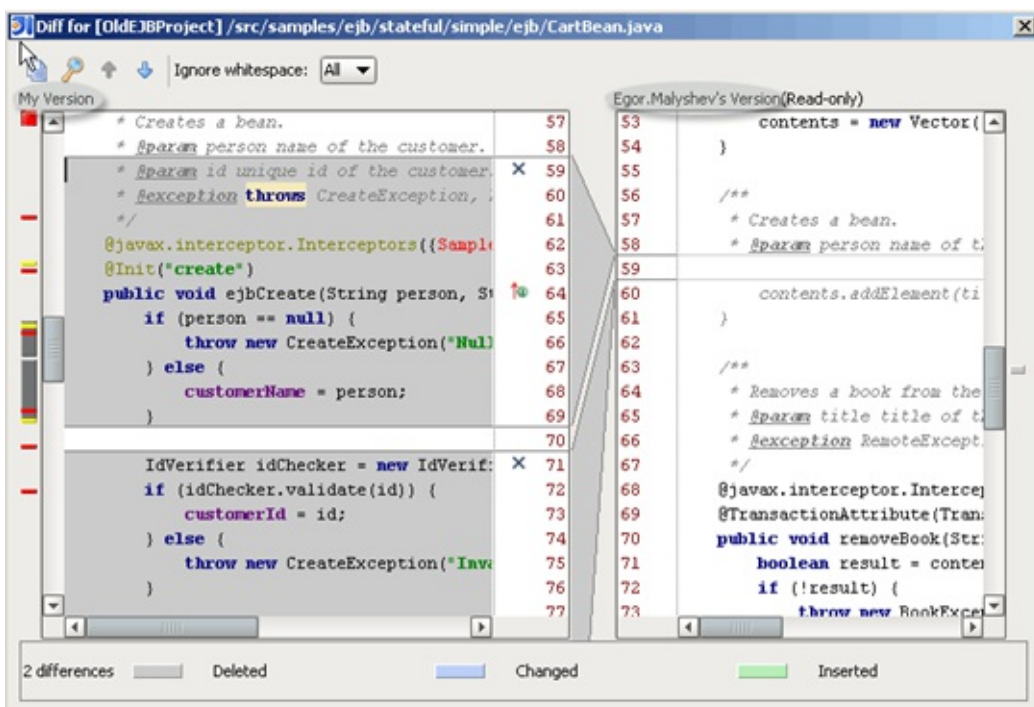 Diff for [OldEJBProject] /src/samples/ejb/stateful/simple/ejb/CartBean.java
Ignore whitespace: All
My Version
Egor.Malyshev's Version(Read-only)
* Creates a bean. 57
* @param person name of the customer. 58
* @param id unique id of the customer. 59
* @exception throws CreateException, 60
*/ 61
@javax.interceptor.Interceptors({Sample 62
@Init("create") 63
public void ejbCreate(String person, St 64
if (person == null) { 65
throw new CreateException("Null 66
} else { 67
customerName = person; 68
} 69
70
IdVerifier idChecker = new IdVerif 71
if (idChecker.validate(id)) { 72
customerId = id; 73
} else { 74
throw new CreateException("Inva 75
} 76
77
53 contents = new Vector(
54 }
55
56 /**
57 * Creates a bean.
58 * @param person name of t
59
60 contents.addElement(ti
61 }
62
63 /**
64 * Removes a book from the
65 * @param title title of t
66 * @exception RemoteExcept
67 */
68 @javax.interceptor.Intercep
69 @TransactionAttribute(Tran
70 public void removeBook(Str
71 boolean result = conte
72 if (!result) {
73 throw new BookExcep
2 differences Deleted Changed Inserted